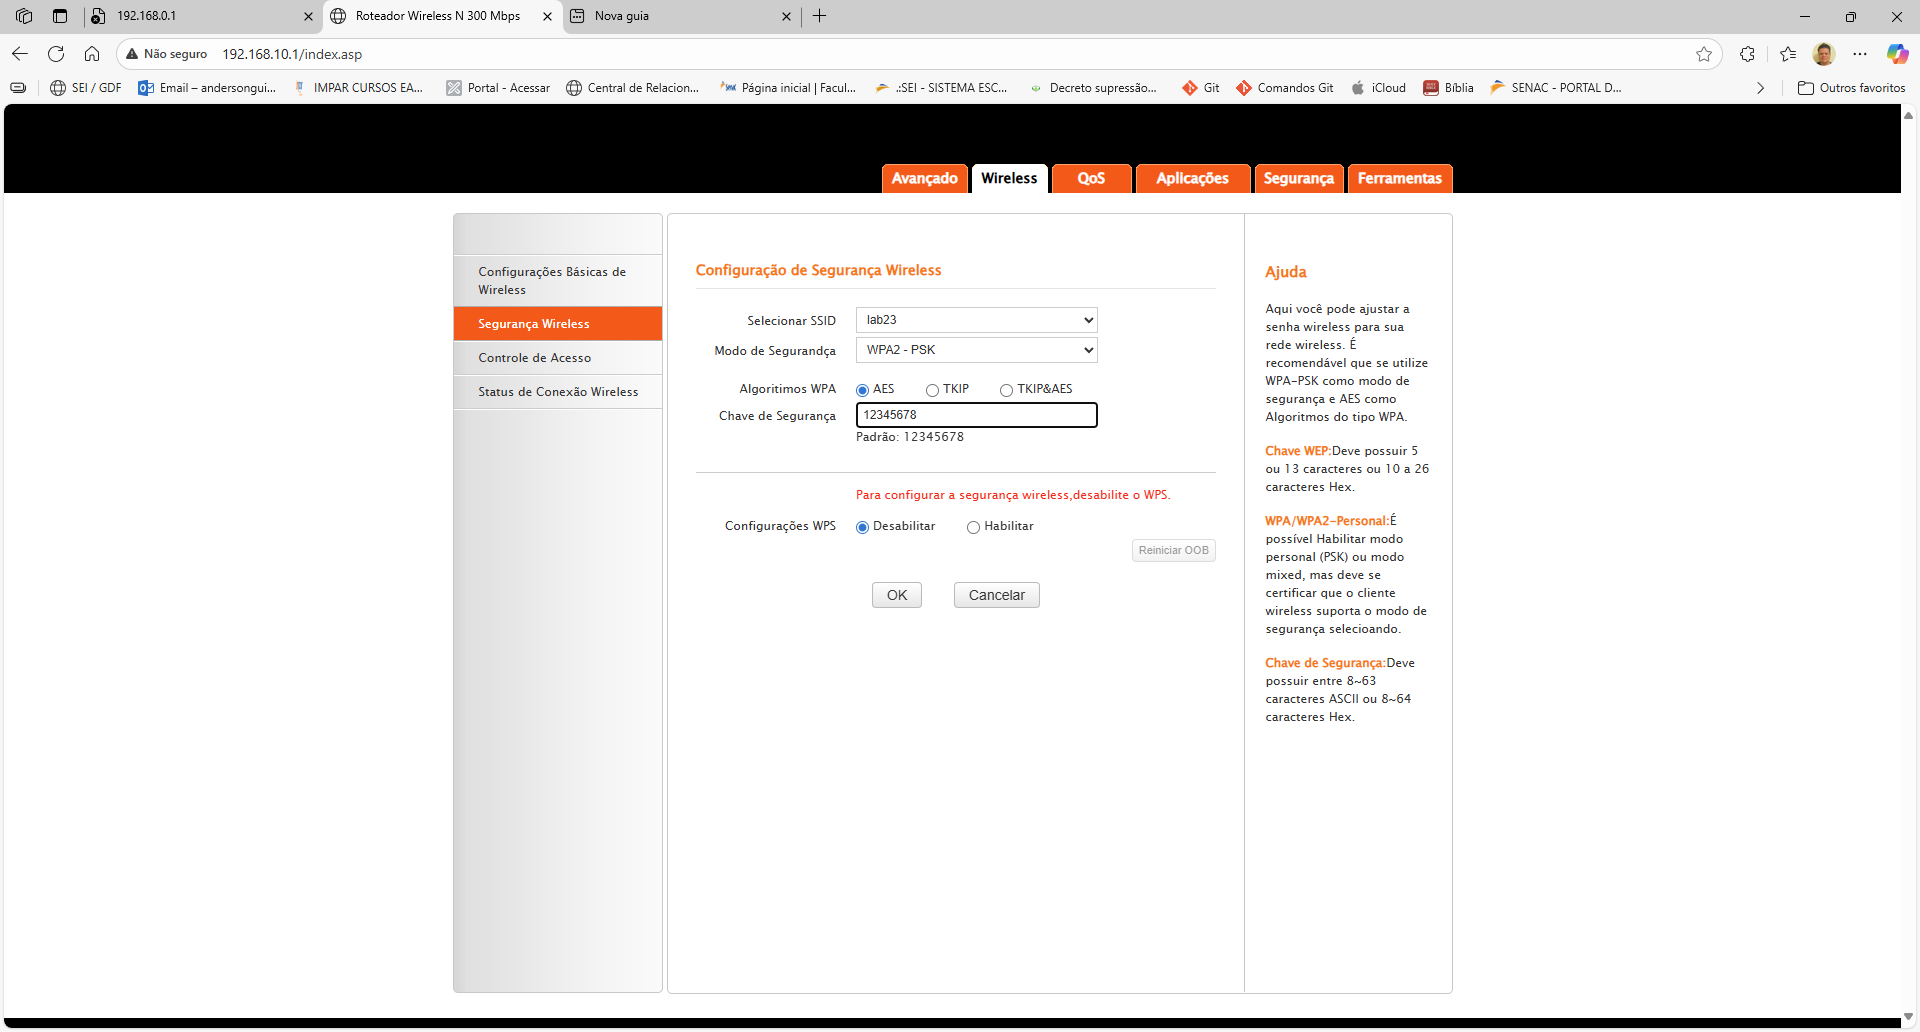 192.168.0.1
Roteador Wireless N 300 Mbps
Nova guia
Não seguro
192.168.10.1/index.asp
SEI / GDF
Email – andersongui...
IMPAR CURSOS EA...
Portal - Acessar
Central de Relacion...
Página inicial | Facul...
.:SEI - SISTEMA ESC...
Decreto supressão...
Git
Comandos Git
iCloud
Bíblia
SENAC - PORTAL D...
Outros favoritos
Avançado
Wireless
QoS
Aplicações
Segurança
Ferramentas
Configurações Básicas de
Wireless
Segurança Wireless
Controle de Acesso
Status de Conexão Wireless
Configuração de Segurança Wireless
Selecionar SSID
lab23
Modo de Segurandça
WPA2 - PSK
Algoritimos WPA
AES
TKIP
TKIP&AES
Chave de Segurança
12345678
Padrão: 12345678
Para configurar a segurança wireless,desabilite o WPS.
Configurações WPS
Desabilitar
Habilitar
Reiniciar OOB
OK
Cancelar
Ajuda
Aqui você pode ajustar a
senha wireless para sua
rede wireless. É
recomendável que se utilize
WPA-PSK como modo de
segurança e AES como
Algoritmos do tipo WPA.
Chave WEP:Deve possuir 5
ou 13 caracteres ou 10 a 26
caracteres Hex.
WPA/WPA2-Personal:É
possível Habilitar modo
personal (PSK) ou modo
mixed, mas deve se
certificar que o cliente
wireless suporta o modo de
segurança selecioando.
Chave de Segurança:Deve
possuir entre 8~63
caracteres ASCII ou 8~64
caracteres Hex.